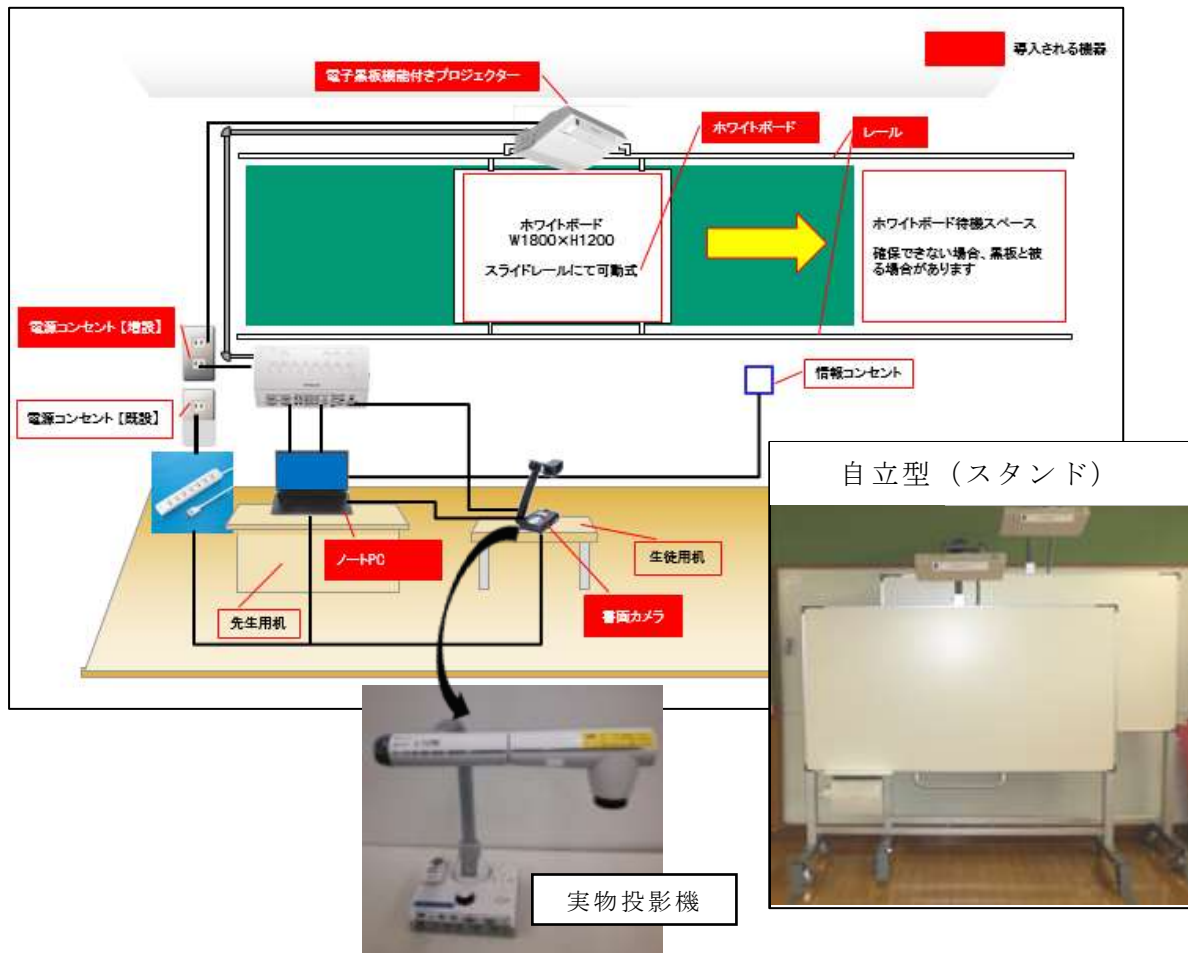 導入される機器
電子黒板機能付きプロジェクター
ホワイトボード
レール
ホワイトボード
W1800×H1200
スライドレールにて可動式
ホワイトボード待機スペース
確保できない場合、黒板と被
る場合があります
電源コンセント【増設】
電源コンセント【既設】
情報コンセント
自立型（スタンド）
ノートPC
生徒用机
先生用机
書画カメラ
実物投影機